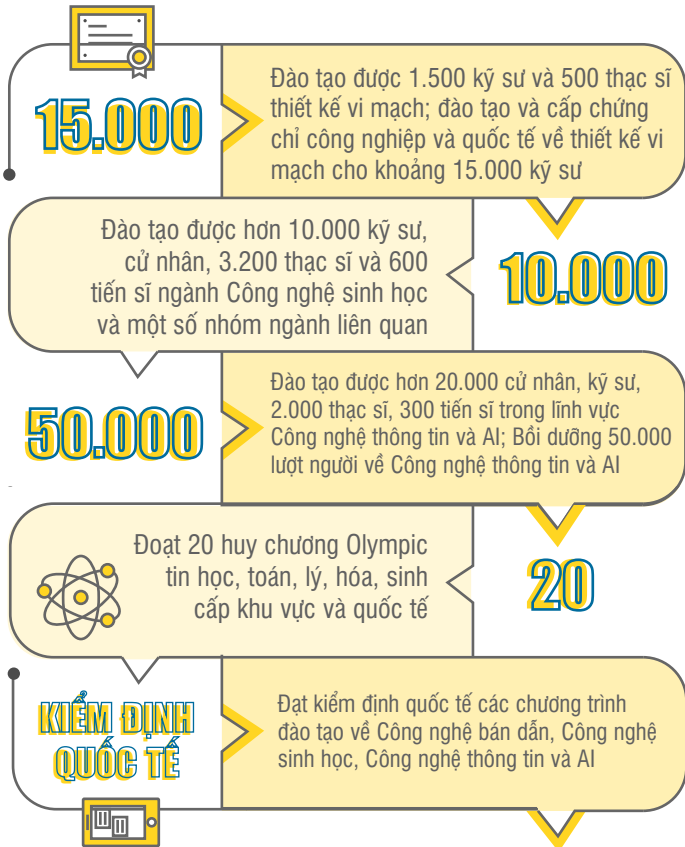 15.000
Đào tạo được 1.500 kỹ sư và 500 thạc sĩ
thiết kế vi mạch; đào tạo và cấp chứng
chỉ công nghiệp và quốc tế về thiết kế vi
mạch cho khoảng 15.000 kỹ sư
Đào tạo được hơn 10.000 kỹ sư,
cử nhân, 3.200 thạc sĩ và 600
tiến sĩ ngành Công nghệ sinh học
và một số nhóm ngành liên quan
10.000
50.000
Đào tạo được hơn 20.000 cử nhân, kỹ sư,
2.000 thạc sĩ, 300 tiến sĩ trong lĩnh vực
Công nghệ thông tin và AI; Bồi dưỡng 50.000
lượt người về Công nghệ thông tin và AI
Đoạt 20 huy chương Olympic
tin học, toán, lý, hóa, sinh
cấp khu vực và quốc tế
20
KIỂM ĐỊNH
QUỐC TẾ
Đạt kiểm định quốc tế các chương trình
đào tạo về Công nghệ bán dẫn, Công nghệ
sinh học, Công nghệ thông tin và AI